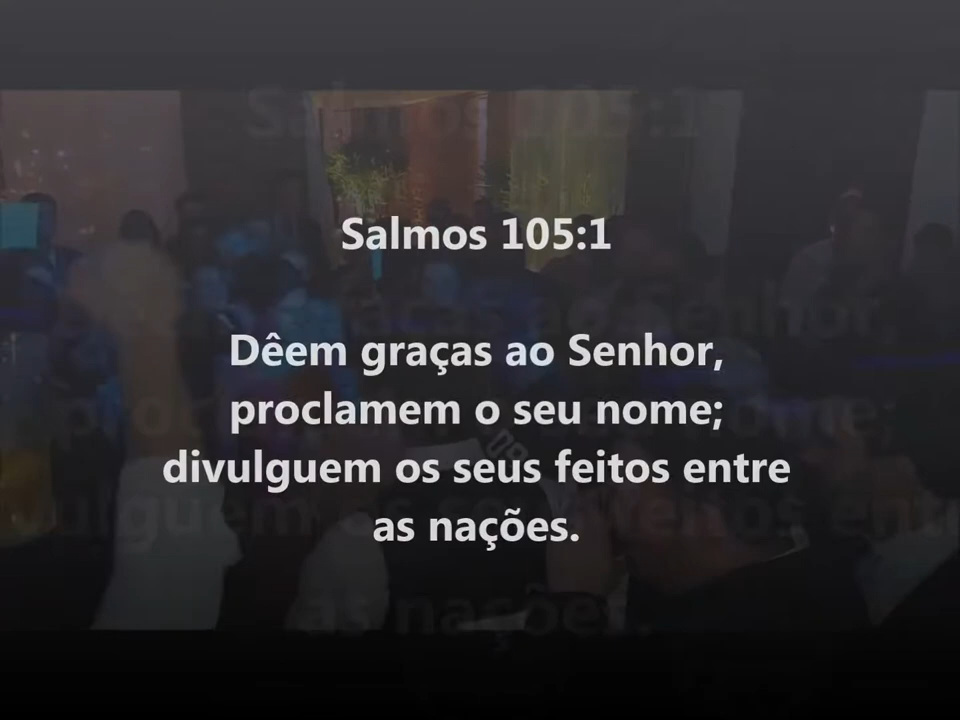 Salmos 105:1
Dêem graças ao Senhor,
proclamem o seu nome;
divulguem os seus feitos entre
as nações.